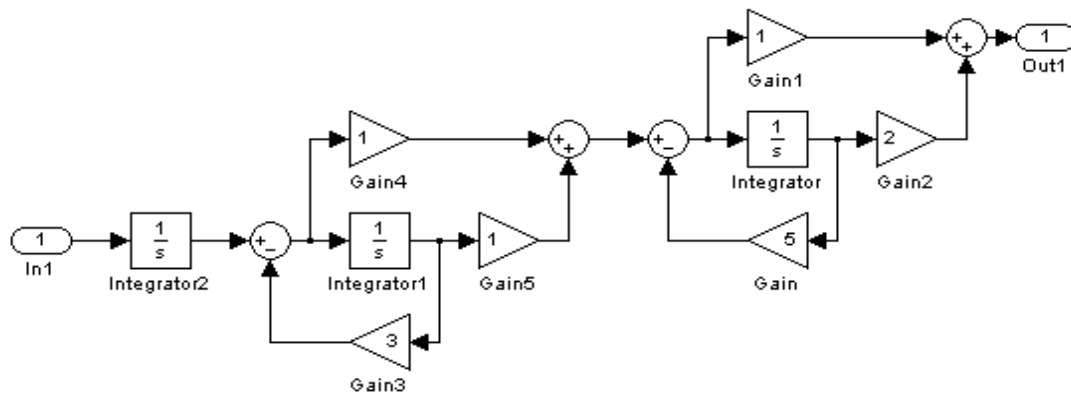 1
Gain1
+
+
1
Out1
1
Gain4
+
+
+
−
1
s
Integrator
2
Gain2
1
In1
1
s
Integrator2
+
−
1
s
Integrator1
1
Gain5
5
Gain
3
Gain3